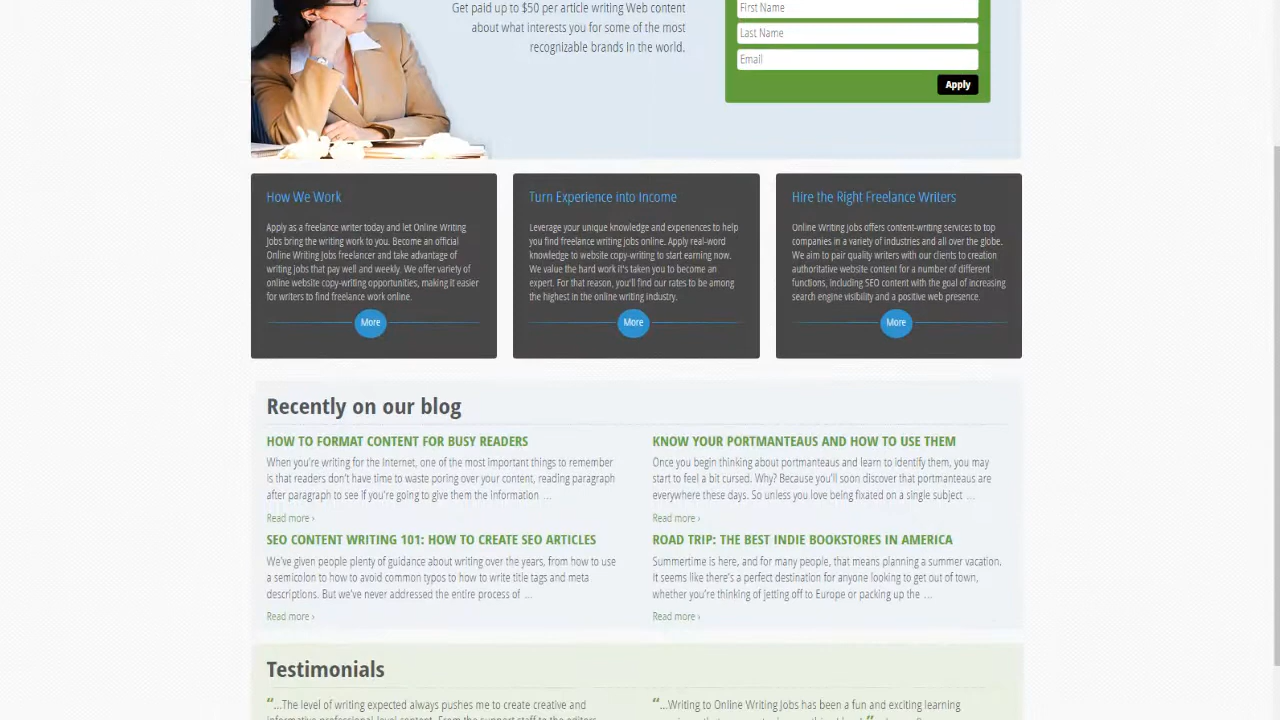 Get paid up to $50 per article writing Web content
about what interests you for some of the most
recognizable brands in the world.
First Name
Last Name
Email
Apply
How We Work
Apply as a freelance writer today and let Online Writing
Jobs bring the writing work to you. Become an official
Online Writing Jobs freelancer and take advantage of
writing jobs that pay well and weekly. We offer variety of
online website copy-writing opportunities, making it easier
for writers to find freelance work online.
More
Turn Experience into Income
Leverage your unique knowledge and experiences to help
you find freelance writing jobs online. Apply real-word
knowledge to website copy-writing to start earning now.
We value the hard work it's taken you to become an
expert. For that reason, you'll find our rates to be among
the highest in the online writing industry.
More
Hire the Right Freelance Writers
Online Writing Jobs offers content-writing services to top
companies in a variety of industries and all over the globe.
We aim to pair quality writers with our clients to creation
authoritative website content for a number of different
functions, including SEO content with the goal of increasing
search engine visibility and a positive web presence.
More
Recently on our blog
HOW TO FORMAT CONTENT FOR BUSY READERS
When you're writing for the Internet, one of the most important things to remember
is that readers don't have time to waste poring over your content, reading paragraph
after paragraph to see if you're going to give them the information ...
Read more ›
KNOW YOUR PORTMANTEAUS AND HOW TO USE THEM
Once you begin thinking about portmanteaus and learn to identify them, you may
start to feel a bit cursed. Why? Because you'll soon discover that portmanteaus are
everywhere these days. So unless you love being fixated on a single subject ...
Read more ›
SEO CONTENT WRITING 101: HOW TO CREATE SEO ARTICLES
We've given people plenty of guidance about writing over the years, from how to use
a semicolon to how to avoid common typos to how to write title tags and meta
descriptions. But we've never addressed the entire process of ...
Read more ›
ROAD TRIP: THE BEST INDIE BOOKSTORES IN AMERICA
Summertime is here, and for many people, that means planning a summer vacation.
It seems like there's a perfect destination for anyone looking to get out of town,
whether you're thinking of jetting off to Europe or packing up the ...
Read more ›
Testimonials
“...The level of writing expected always pushes me to create creative and
informative professional-level content. From the support staff to the editors
“...Writing to Online Writing Jobs has been a fun and exciting learning